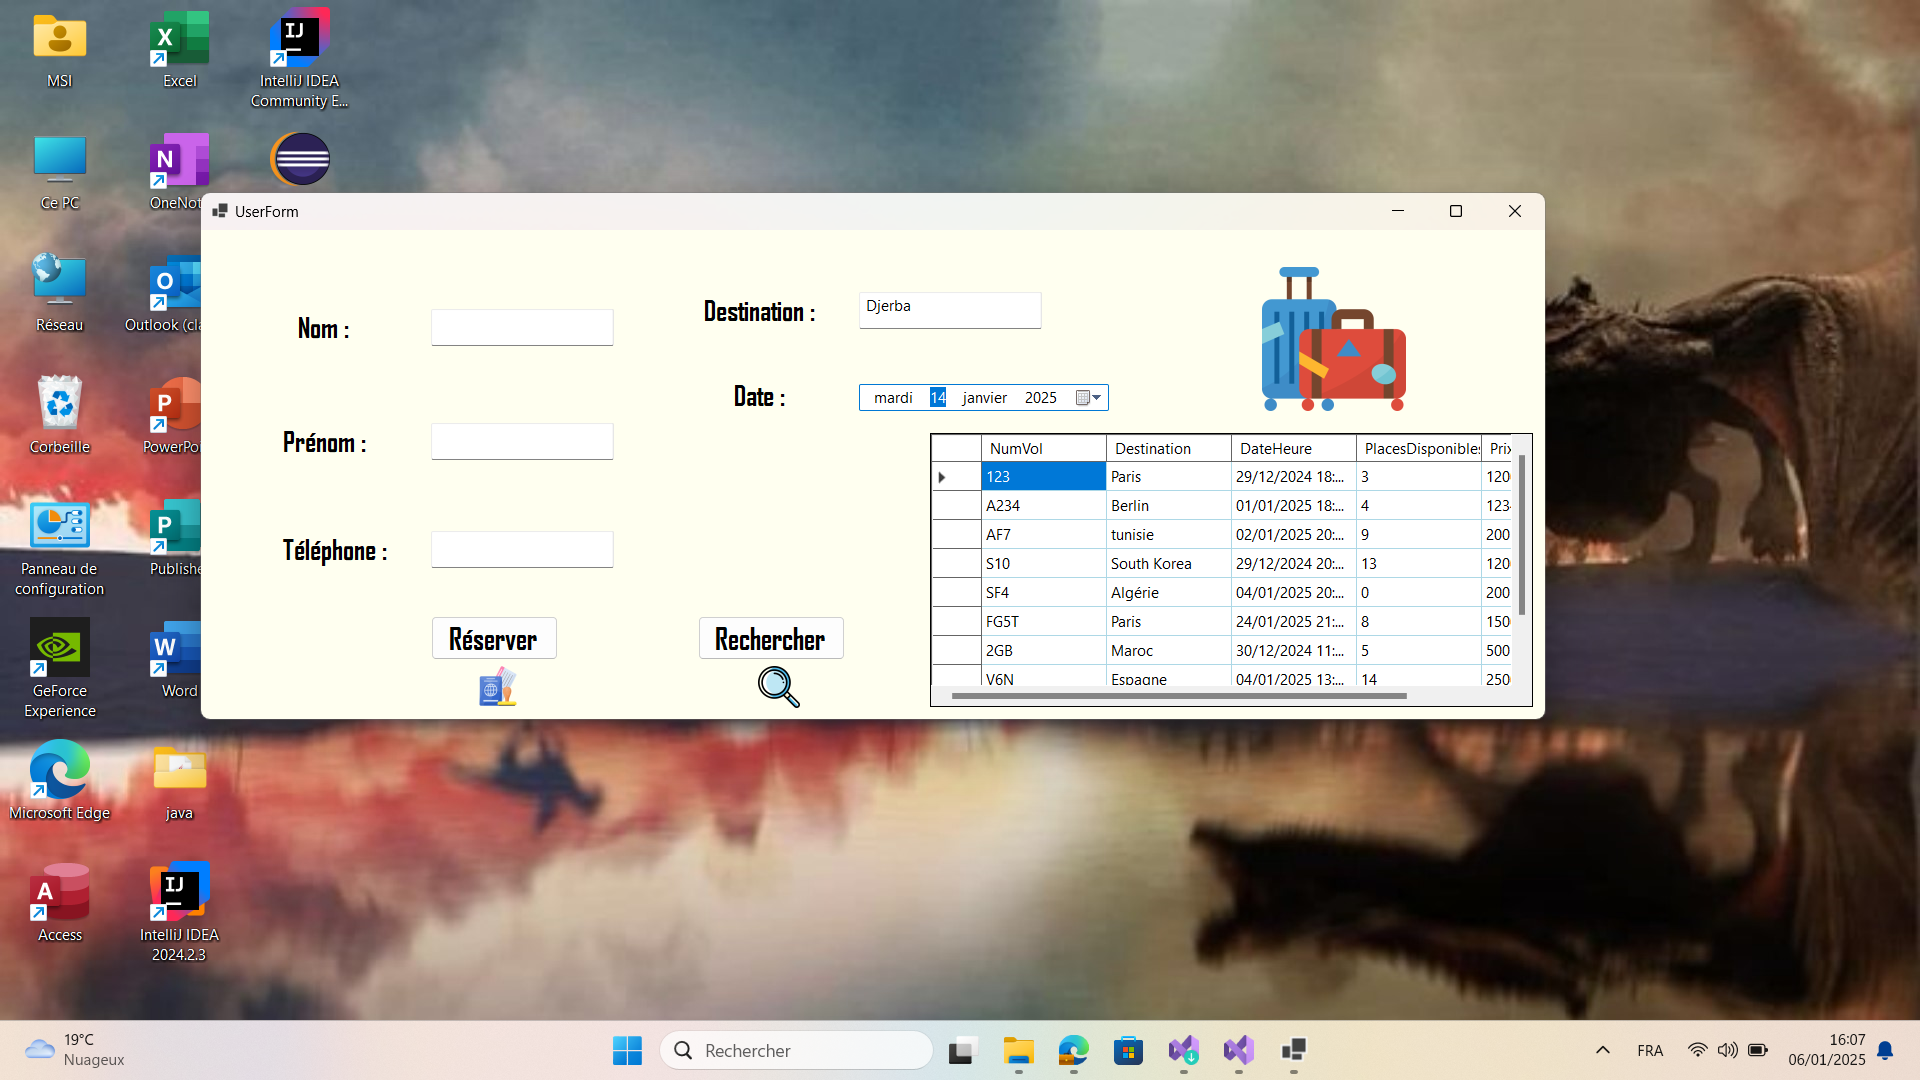 MSI
Excel
IntelliJ IDEA
Community E...
Ce PC
OneNot
Réseau
Outlook (cla
Corbeille
PowerPo
Panneau de
configuration
Publishe
GeForce
Experience
Word
Microsoft Edge
java
Access
IntelliJ IDEA
2024.2.3
UserForm
Nom :
Destination :
Djerba
Date :
mardi 14 janvier 2025
Prénom :
Téléphone :
Réserver
Rechercher
NumVol Destination DateHeure PlacesDisponibles Prix
123 Paris 29/12/2024 18:... 3 120
A234 Berlin 01/01/2025 18:... 4 123
AF7 tunisie 02/01/2025 20:... 9 200
S10 South Korea 29/12/2024 20:... 13 120
SF4 Algérie 04/01/2025 20:... 0 200
FG5T Paris 24/01/2025 21:... 8 150
2GB Maroc 30/12/2024 11:... 5 500
V6N Espagne 04/01/2025 13:... 14 250
19°C
Nuageux
Rechercher
FRA
16:07
06/01/2025